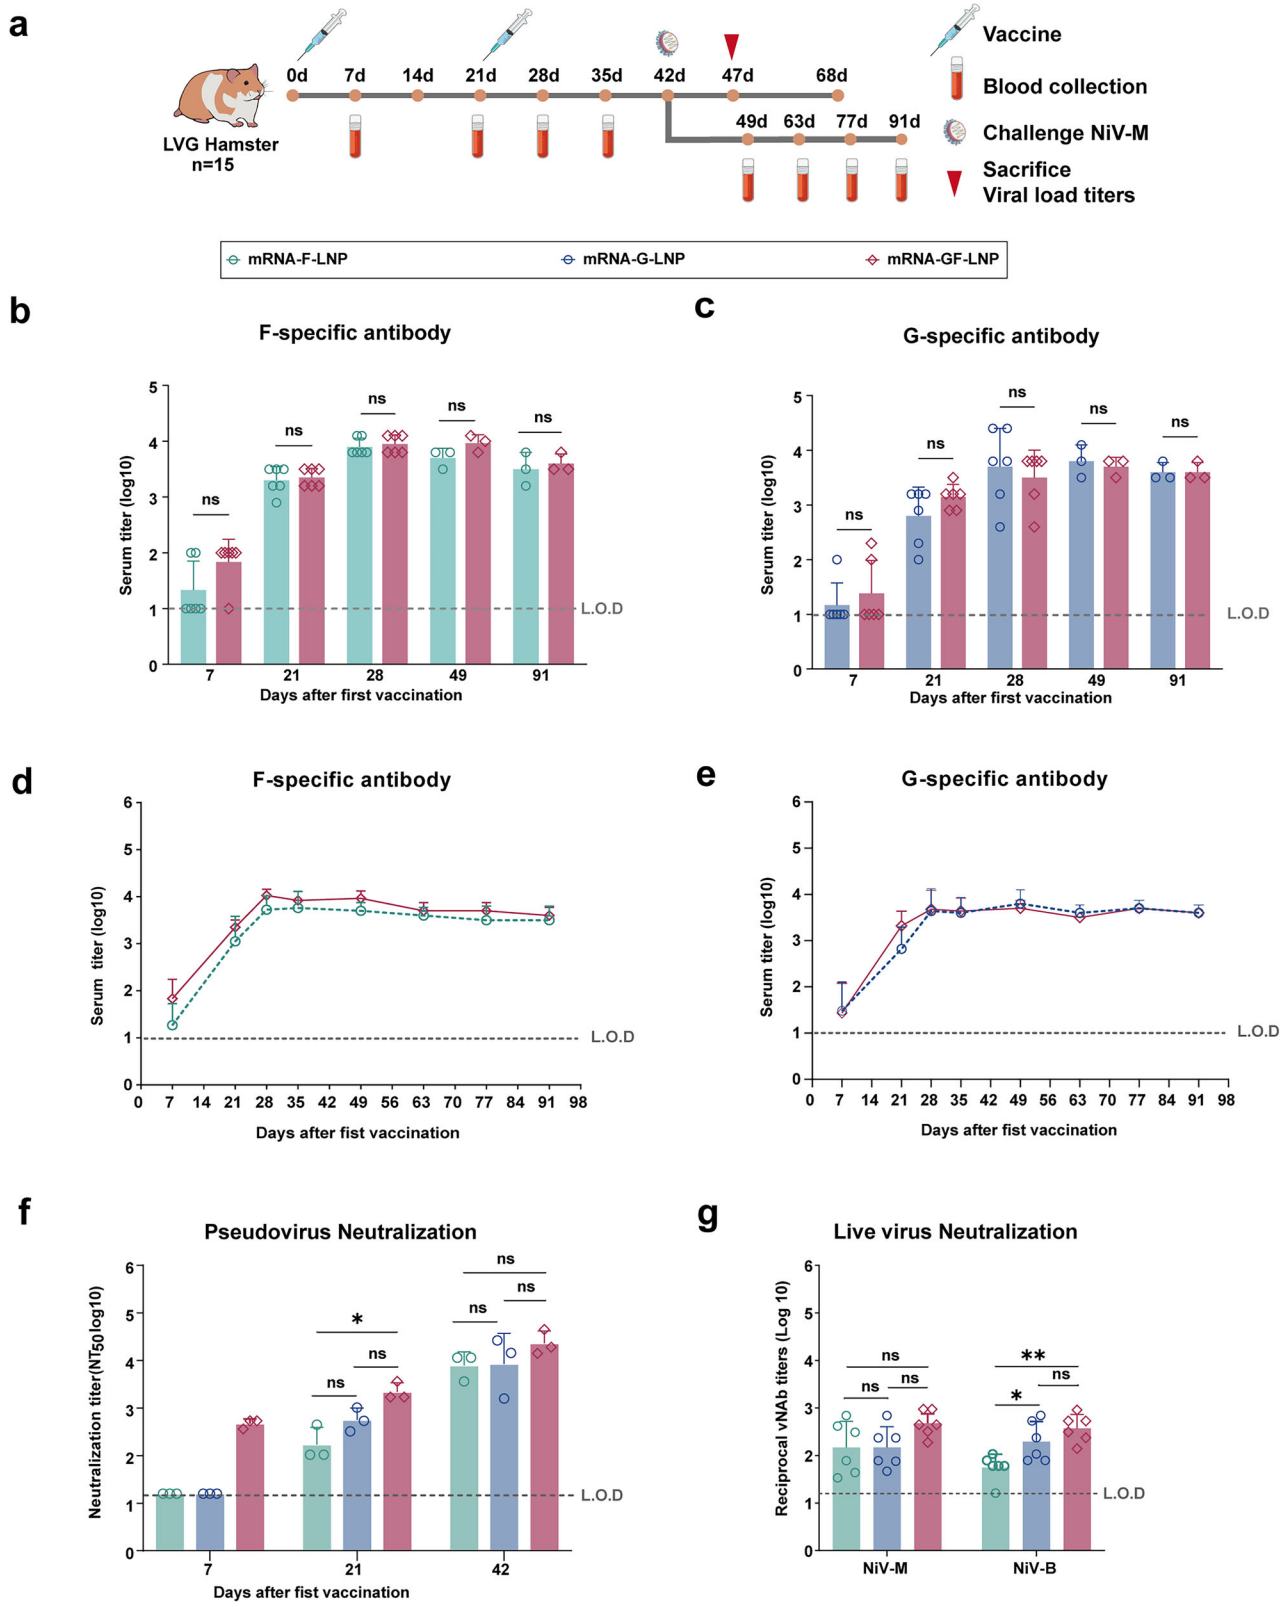 a
0d 7d 14d 21d 28d 35d 42d 47d 68d
49d 63d 77d 91d
LVG Hamster
n=15
Vaccine
Blood collection
Challenge NiV-M
Sacrifice
Viral load titers
mRNA-F-LNP mRNA-G-LNP mRNA-GF-LNP
b
F-specific antibody
Serum titer (log10)
5
4
3
2
1
0
ns ns ns ns ns
L.O.D
7 21 28 49 91
Days after first vaccination
c
G-specific antibody
Serum titer (log10)
5
4
3
2
1
0
ns ns ns ns ns
L.O.D
7 21 28 49 91
Days after first vaccination
d
F-specific antibody
Serum titer (log10)
6
5
4
3
2
1
0
L.O.D
0 7 14 21 28 35 42 49 56 63 70 77 84 91 98
Days after fist vaccination
e
G-specific antibody
Serum titer (log10)
6
5
4
3
2
1
0
L.O.D
0 7 14 21 28 35 42 49 56 63 70 77 84 91 98
Days after fist vaccination
f
Pseudovirus Neutralization
Neutralization titer(NT50 log10)
6
5
4
3
2
1
0
ns ns *
ns ns ns
L.O.D
7 21 42
Days after fist vaccination
g
Live virus Neutralization
Reciprocal vNAb titers (Log 10)
6
5
4
3
2
1
0
ns ns ns
** ns *
L.O.D
NiV-M NiV-B